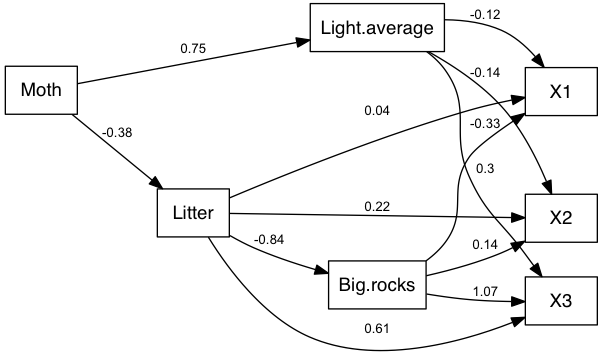 Moth
0.75
-0.38
Light.average
-0.12
-0.14
X1
0.04
-0.33
0.3
Litter
0.22
X2
-0.84
0.14
Big.rocks
1.07
X3
0.61